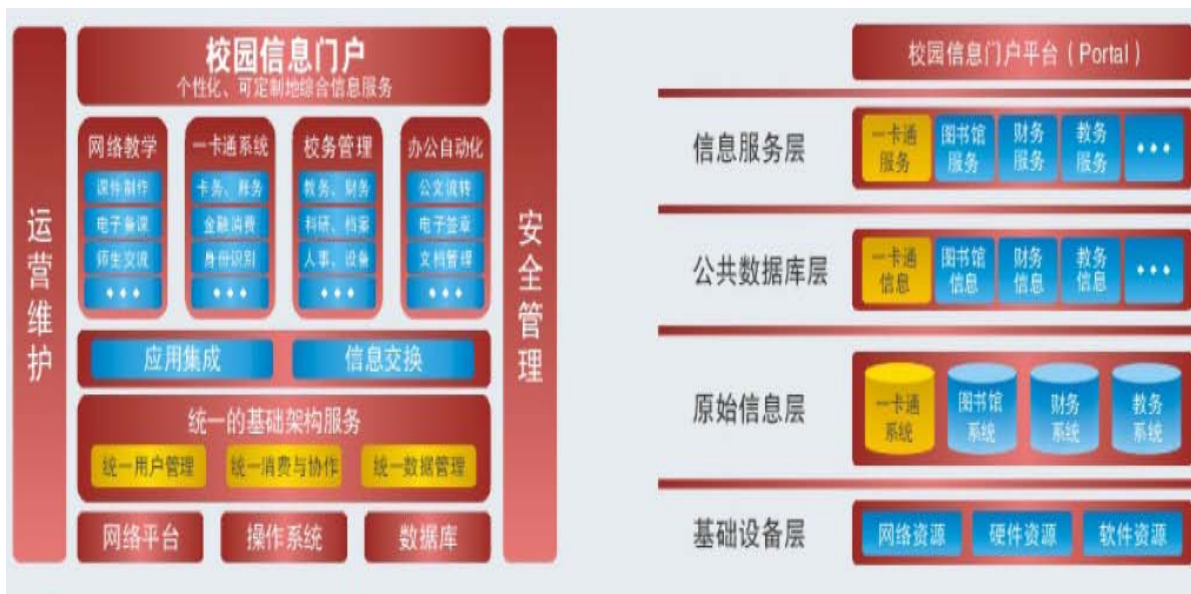 校园信息门户
个性化、可定制地综合信息服务
运营维护
安全管理
网络教学
课件制作
电子备课
师生交流
•••
一卡通系统
卡务、账务
金融消费
身份识别
•••
校务管理
教务、财务
科研、档案
人事、设备
•••
办公自动化
公文流转
电子签章
文档管理
•••
应用集成
信息交换
统一的基础架构服务
统一用户管理
统一消费与协作
统一数据管理
网络平台
操作系统
数据库
校园信息门户平台（Portal）
信息服务层
一卡通
服务
图书馆
服务
财务
服务
教务
服务
•••
公共数据库层
一卡通
信息
图书馆
信息
财务
信息
教务
信息
•••
原始信息层
一卡通
系统
图书馆
系统
财务
系统
教务
系统
基础设备层
网络资源
硬件资源
软件资源